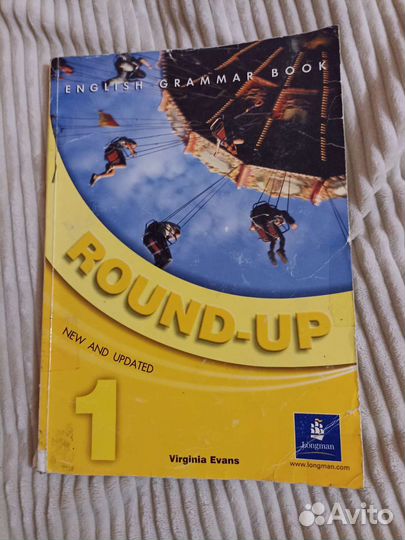 ENGLISH GRAMMAR BOOK
ROUND-UP
NEW AND UPDATED
1
Longman
Virginia Evans
www.longman.com
Avito